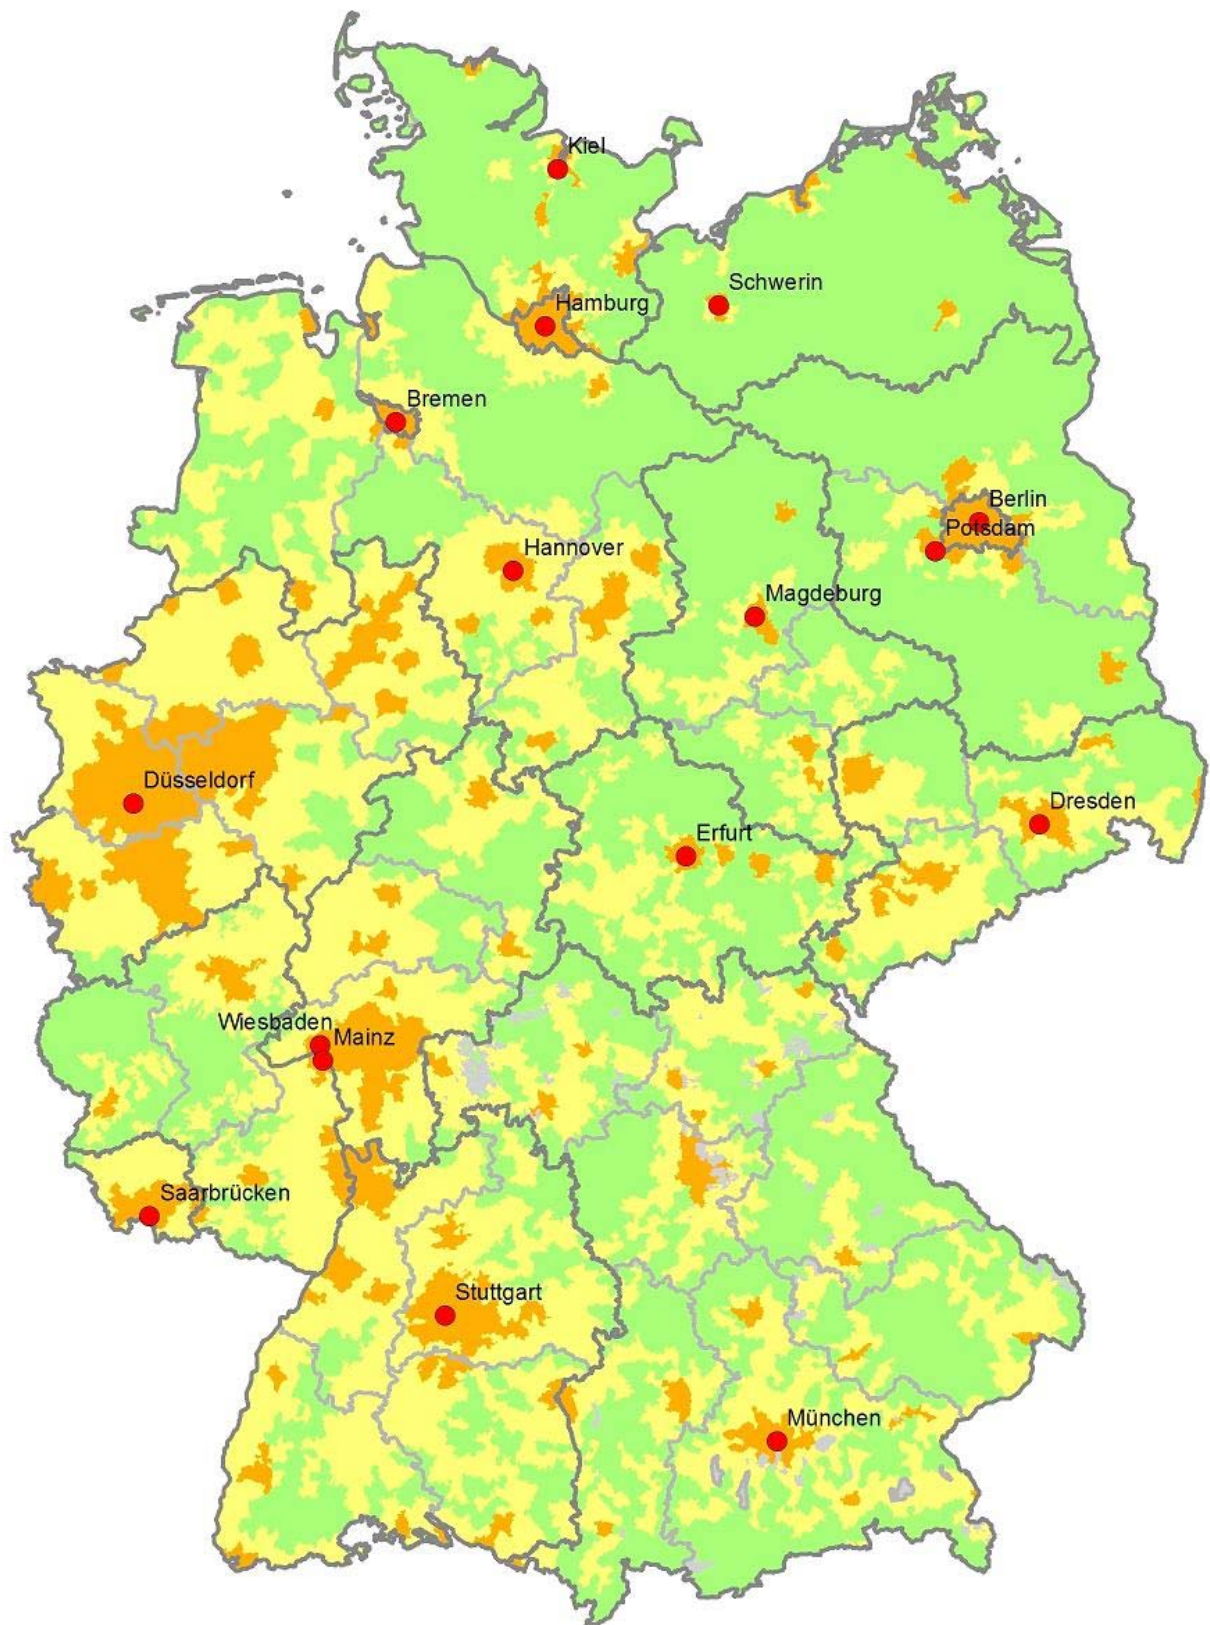 Kiel
Schwerin
Hamburg
Bremen
Berlin
Potsdam
Hannover
Magdeburg
Düsseldorf
Dresden
Erfurt
Wiesbaden
Mainz
Saarbrücken
Stuttgart
München